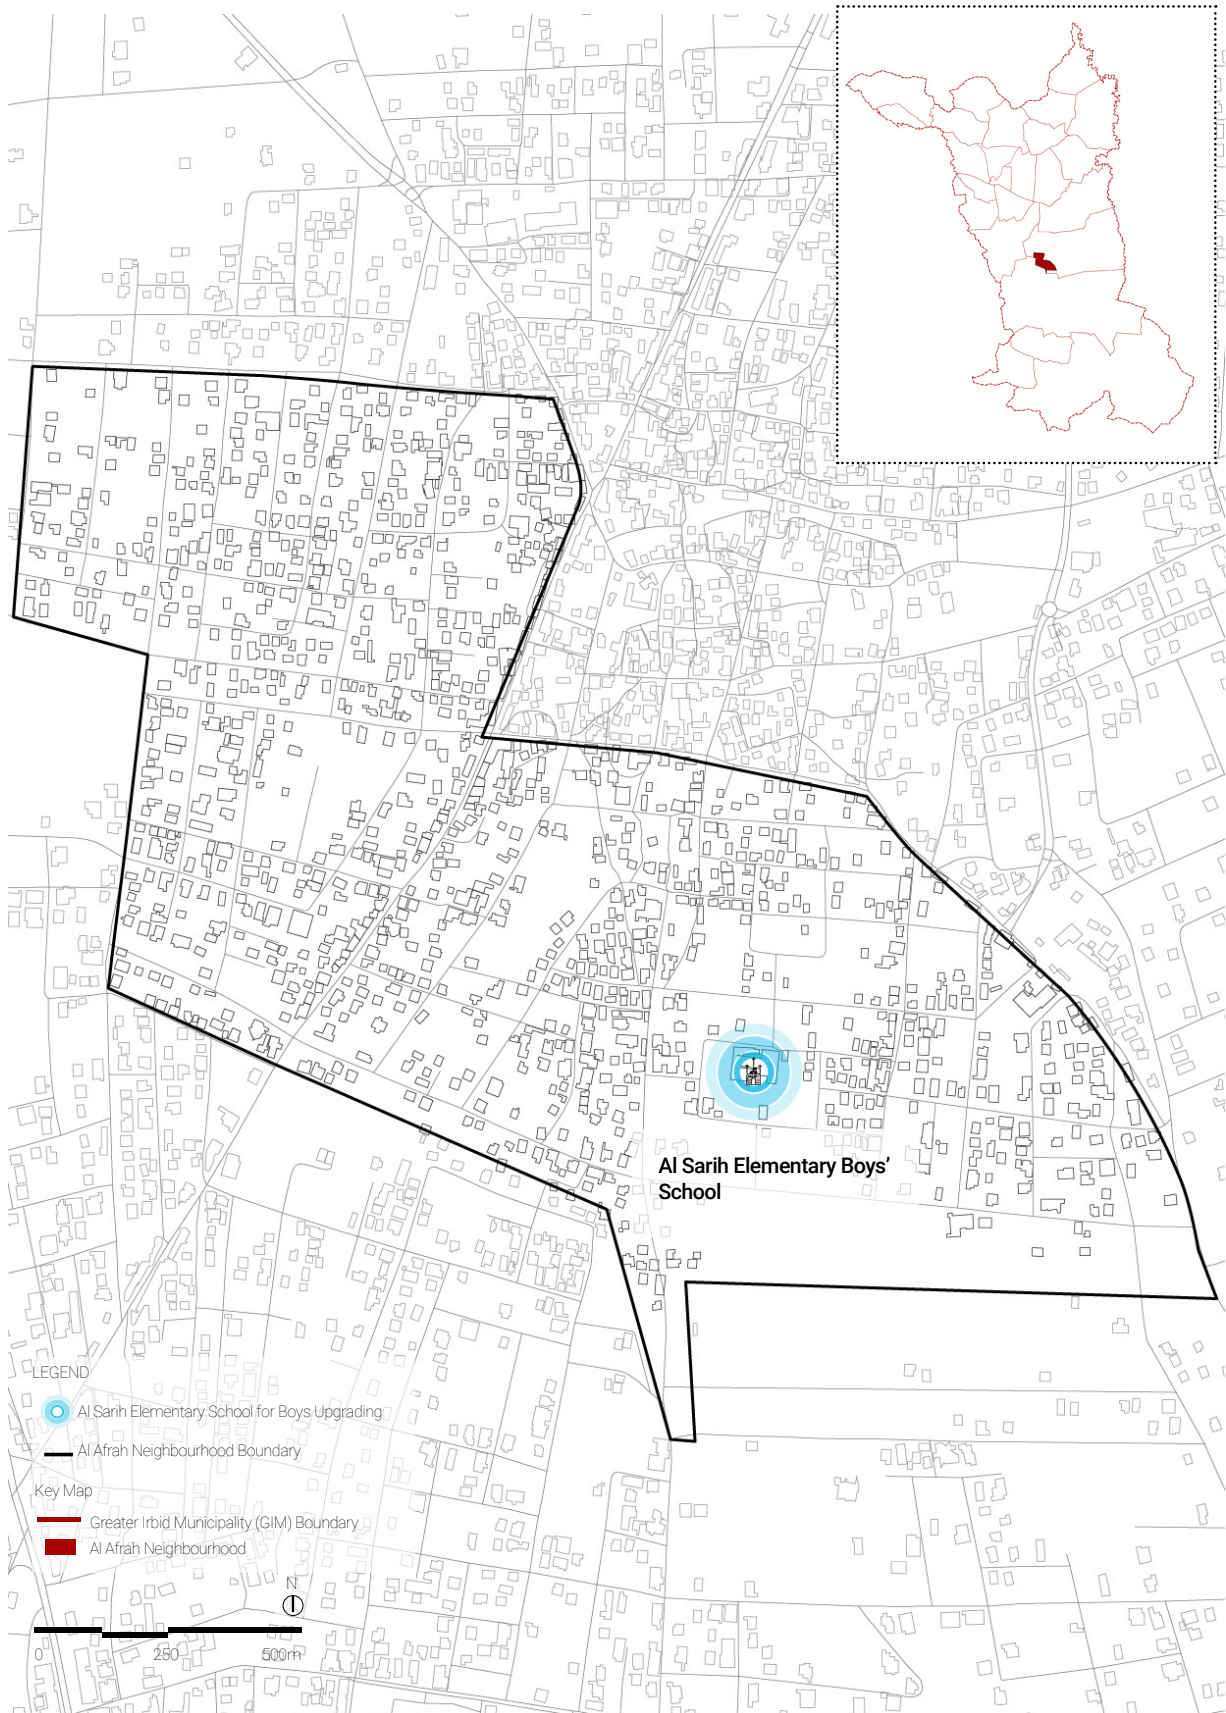 Al Sarih Elementary Boys’
School
LEGEND
Al Sarih Elementary School for Boys Upgrading
Al Afrah Neighbourhood Boundary
Key Map
Greater Irbid Municipality (GIM) Boundary
Al Afrah Neighbourhood
N
0 250 500m